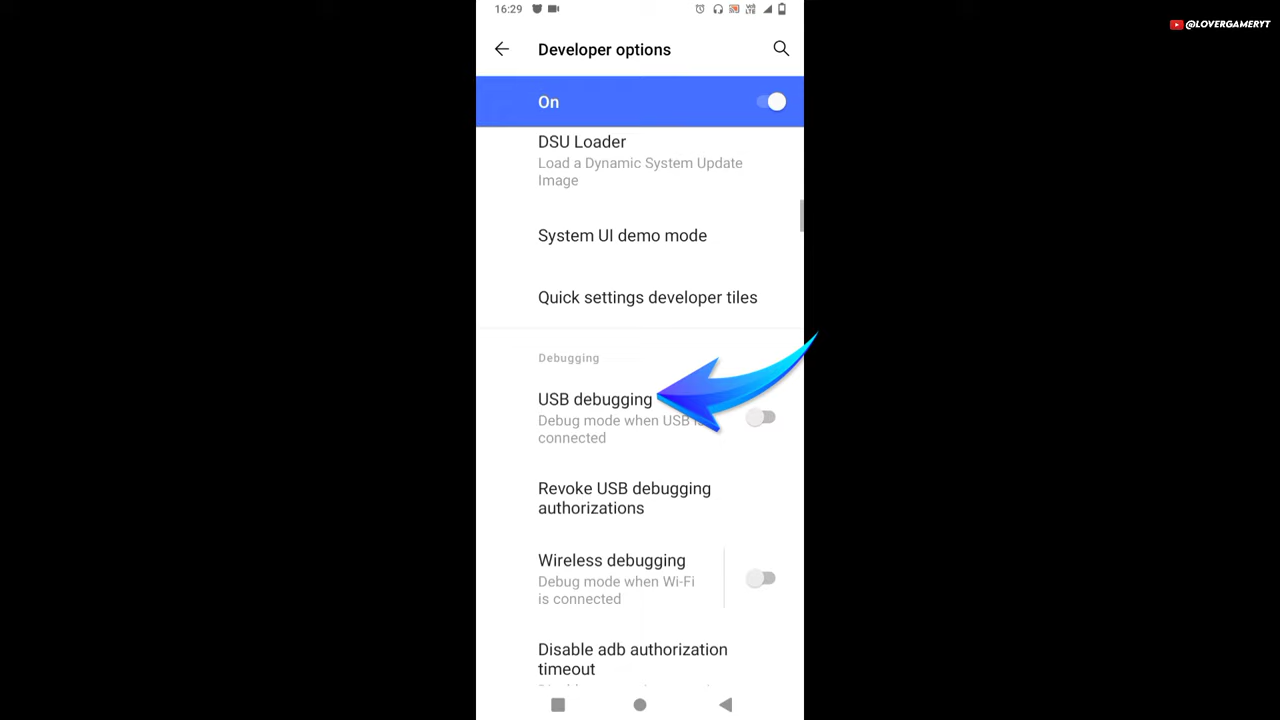 16:29
@LOVERGAMERYT
Developer options
On
DSU Loader
Load a Dynamic System Update
Image
System UI demo mode
Quick settings developer tiles
Debugging
USB debugging
Debug mode when USB is
connected
Revoke USB debugging
authorizations
Wireless debugging
Debug mode when Wi-Fi
is connected
Disable adb authorization
timeout